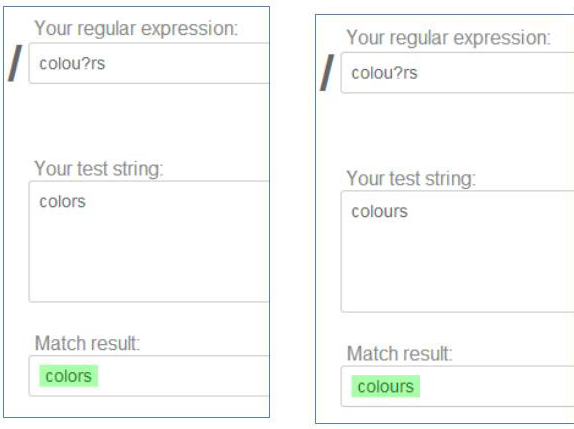 Your regular expression:
/
colou?rs
Your test string:
colors
Match result:
colors
Your regular expression:
/
colou?rs
Your test string:
colours
Match result:
colours